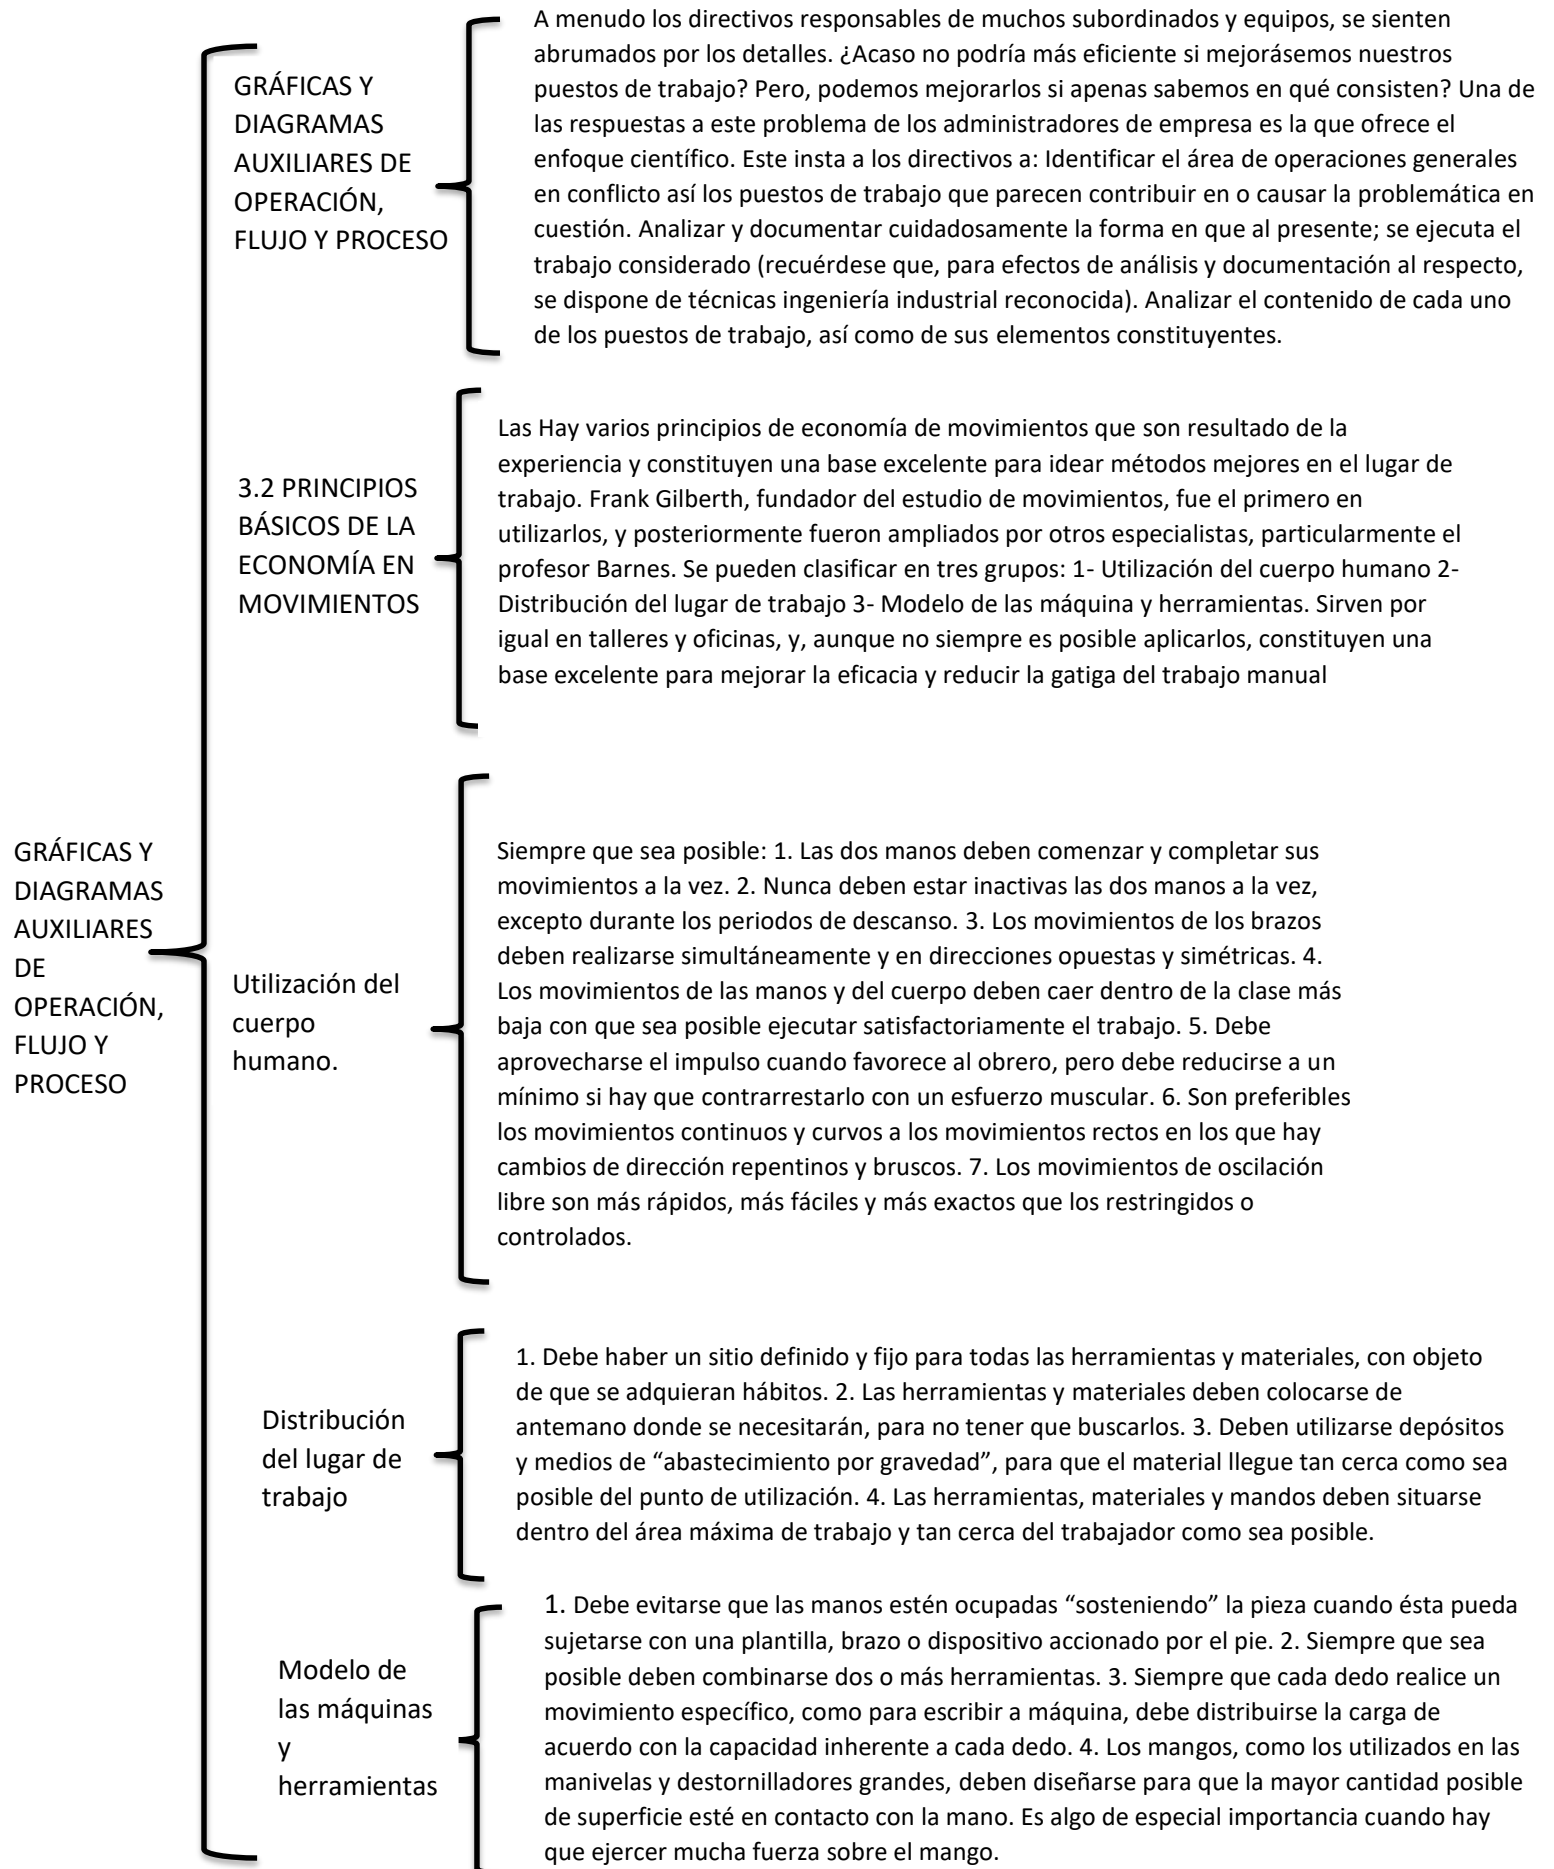 GRÁFICAS Y
DIAGRAMAS
AUXILIARES
DE
OPERACIÓN,
FLUJO Y
PROCESO
GRÁFICAS Y
DIAGRAMAS
AUXILIARES DE
OPERACIÓN,
FLUJO Y PROCESO
A menudo los directivos responsables de muchos subordinados y equipos, se sienten
abrumados por los detalles. ¿Acaso no podría más eficiente si mejorásemos nuestros
puestos de trabajo? Pero, podemos mejorarlos si apenas sabemos en qué consisten? Una de
las respuestas a este problema de los administradores de empresa es la que ofrece el
enfoque científico. Este insta a los directivos a: Identificar el área de operaciones generales
en conflicto así los puestos de trabajo que parecen contribuir en o causar la problemática en
cuestión. Analizar y documentar cuidadosamente la forma en que al presente; se ejecuta el
trabajo considerado (recuérdese que, para efectos de análisis y documentación al respecto,
se dispone de técnicas ingeniería industrial reconocida). Analizar el contenido de cada uno
de los puestos de trabajo, así como de sus elementos constituyentes.
3.2 PRINCIPIOS
BÁSICOS DE LA
ECONOMÍA EN
MOVIMIENTOS
Las Hay varios principios de economía de movimientos que son resultado de la
experiencia y constituyen una base excelente para idear métodos mejores en el lugar de
trabajo. Frank Gilberth, fundador del estudio de movimientos, fue el primero en
utilizarlos, y posteriormente fueron ampliados por otros especialistas, particularmente el
profesor Barnes. Se pueden clasificar en tres grupos: 1- Utilización del cuerpo humano 2-
Distribución del lugar de trabajo 3- Modelo de las máquina y herramientas. Sirven por
igual en talleres y oficinas, y, aunque no siempre es posible aplicarlos, constituyen una
base excelente para mejorar la eficacia y reducir la gatiga del trabajo manual
Utilización del
cuerpo
humano.
Siempre que sea posible: 1. Las dos manos deben comenzar y completar sus
movimientos a la vez. 2. Nunca deben estar inactivas las dos manos a la vez,
excepto durante los periodos de descanso. 3. Los movimientos de los brazos
deben realizarse simultáneamente y en direcciones opuestas y simétricas. 4.
Los movimientos de las manos y del cuerpo deben caer dentro de la clase más
baja con que sea posible ejecutar satisfactoriamente el trabajo. 5. Debe
aprovecharse el impulso cuando favorece al obrero, pero debe reducirse a un
mínimo si hay que contrarrestarlo con un esfuerzo muscular. 6. Son preferibles
los movimientos continuos y curvos a los movimientos rectos en los que hay
cambios de dirección repentinos y bruscos. 7. Los movimientos de oscilación
libre son más rápidos, más fáciles y más exactos que los restringidos o
controlados.
Distribución
del lugar de
trabajo
1. Debe haber un sitio definido y fijo para todas las herramientas y materiales, con objeto
de que se adquieran hábitos. 2. Las herramientas y materiales deben colocarse de
antemano donde se necesitarán, para no tener que buscarlos. 3. Deben utilizarse depósitos
y medios de “abastecimiento por gravedad”, para que el material llegue tan cerca como sea
posible del punto de utilización. 4. Las herramientas, materiales y mandos deben situarse
dentro del área máxima de trabajo y tan cerca del trabajador como sea posible.
Modelo de
las máquinas
y
herramientas
1. Debe evitarse que las manos estén ocupadas “sosteniendo” la pieza cuando ésta pueda
sujetarse con una plantilla, brazo o dispositivo accionado por el pie. 2. Siempre que sea
posible deben combinarse dos o más herramientas. 3. Siempre que cada dedo realice un
movimiento específico, como para escribir a máquina, debe distribuirse la carga de
acuerdo con la capacidad inherente a cada dedo. 4. Los mangos, como los utilizados en las
manivelas y destornilladores grandes, deben diseñarse para que la mayor cantidad posible
de superficie esté en contacto con la mano. Es algo de especial importancia cuando hay
que ejercer mucha fuerza sobre el mango.